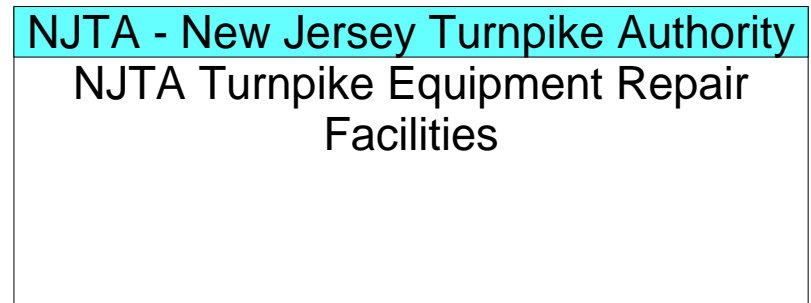 NJTA - New Jersey Turnpike Authority
NJTA Turnpike Equipment Repair
Facilities